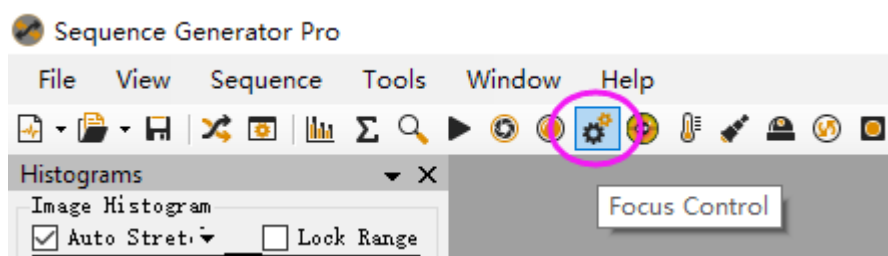 Sequence Generator Pro
File View Sequence Tools Window Help
Histograms
Focus Control
Image Histogram
Auto Stret
Lock Range